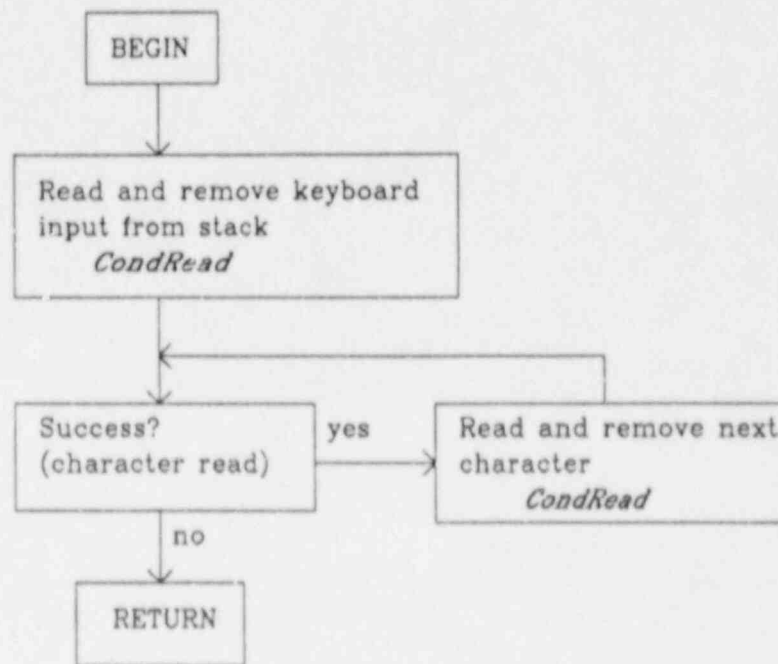 BEGIN
Read and remove keyboard
input from stack
CondRead
Success?
(character read)
yes
Read and remove next
character
CondRead
no
RETURN